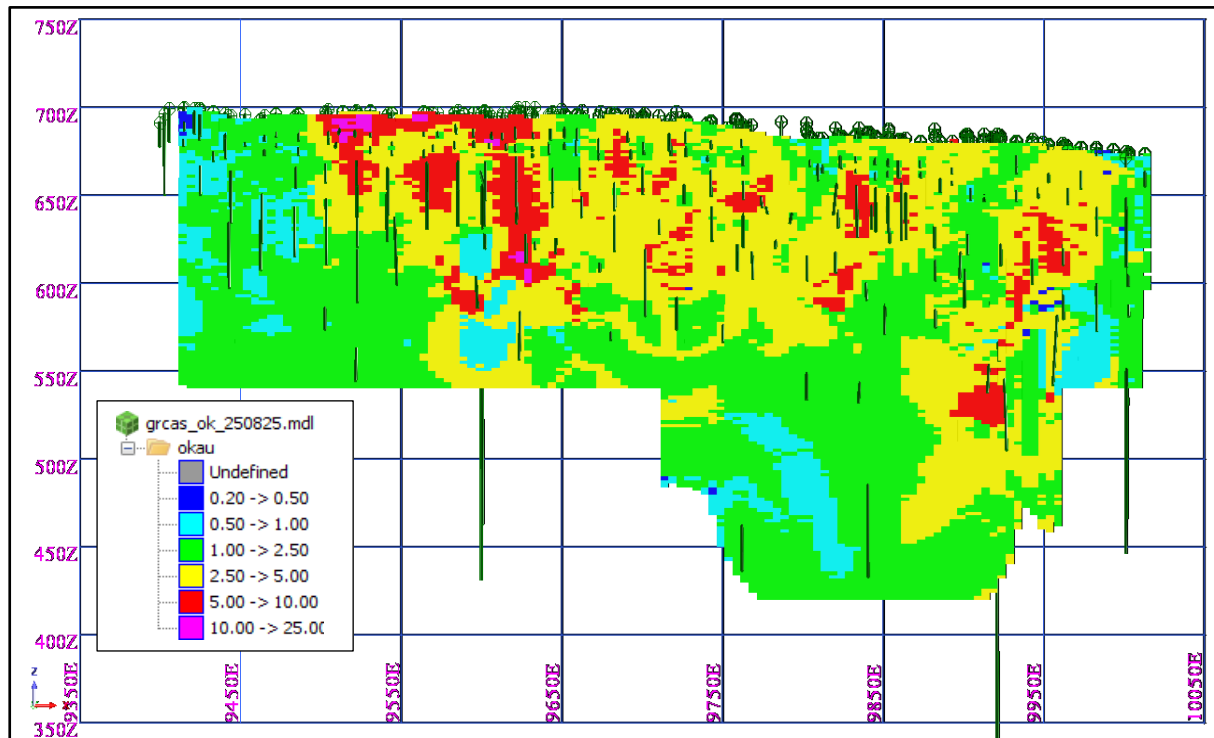 750Z
700Z
650Z
600Z
550Z
500Z
450Z
400Z
350Z
grcas_ok_250825.mdl
okau
Undefined
0.20 -> 0.50
0.50 -> 1.00
1.00 -> 2.50
2.50 -> 5.00
5.00 -> 10.00
10.00 -> 25.00
z
9350E
9450E
9550E
9650E
9750E
9850E
9950E
10050E